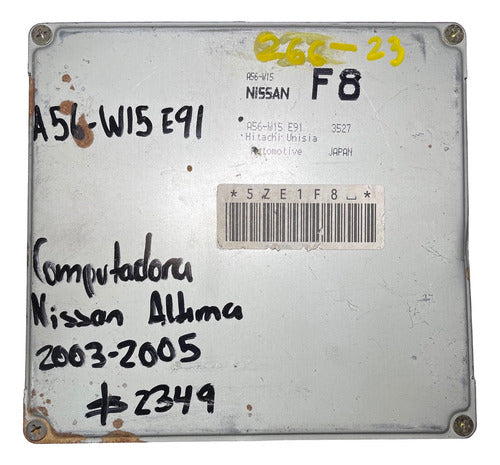 26C-23
A56-W15
NISSAN F8
A56-W15 E91
A56-W15 E91 3527
Hitachi Unisia
Automotive JAPAN
*5ZE1F8␣*
Computadora
Nissan Altima
2003-2005
$2349